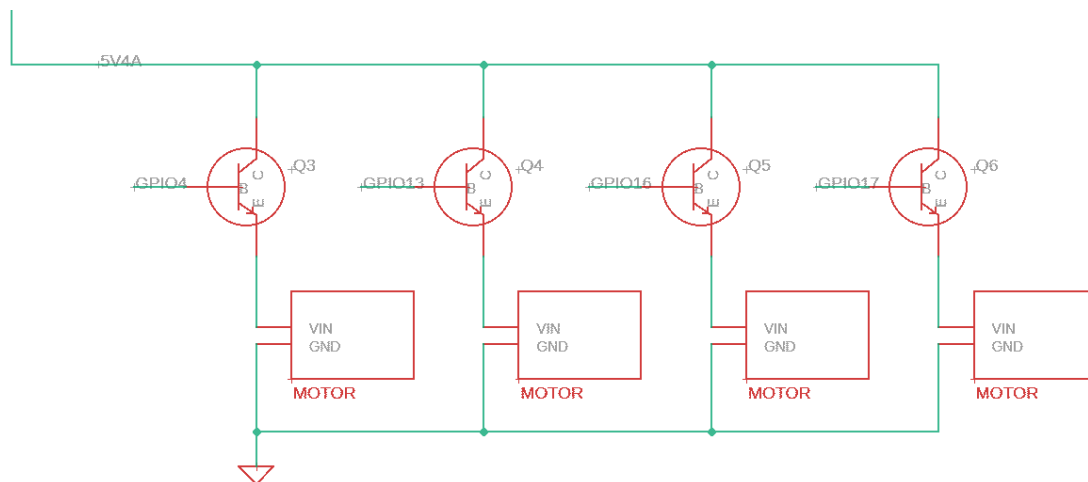 5V4A
Q3 Q4 Q5 Q6
C C C C
GPIO4 B GPIO13 B GPIO16 B GPIO17 B
E E E E
VIN VIN VIN VIN
GND GND GND GND
MOTOR MOTOR MOTOR MOTOR